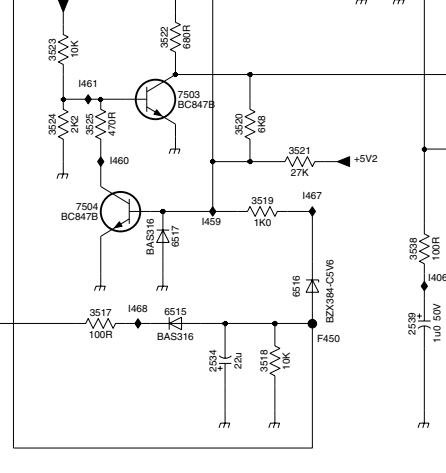 3523
10K
3522
680R
I461
7503
BC847B
3524
2K2
3525
470R
3520
6K8
3521
27K
+5V2
I460
7504
BC847B
BAS316
6517
I459
3519
1K0
I467
3538
100R
6516
BZX384-C5V6
I406
3517
100R
I468
6515
BAS316
2534
22u
+
3518
10K
F450
2539
+
1u0 50V